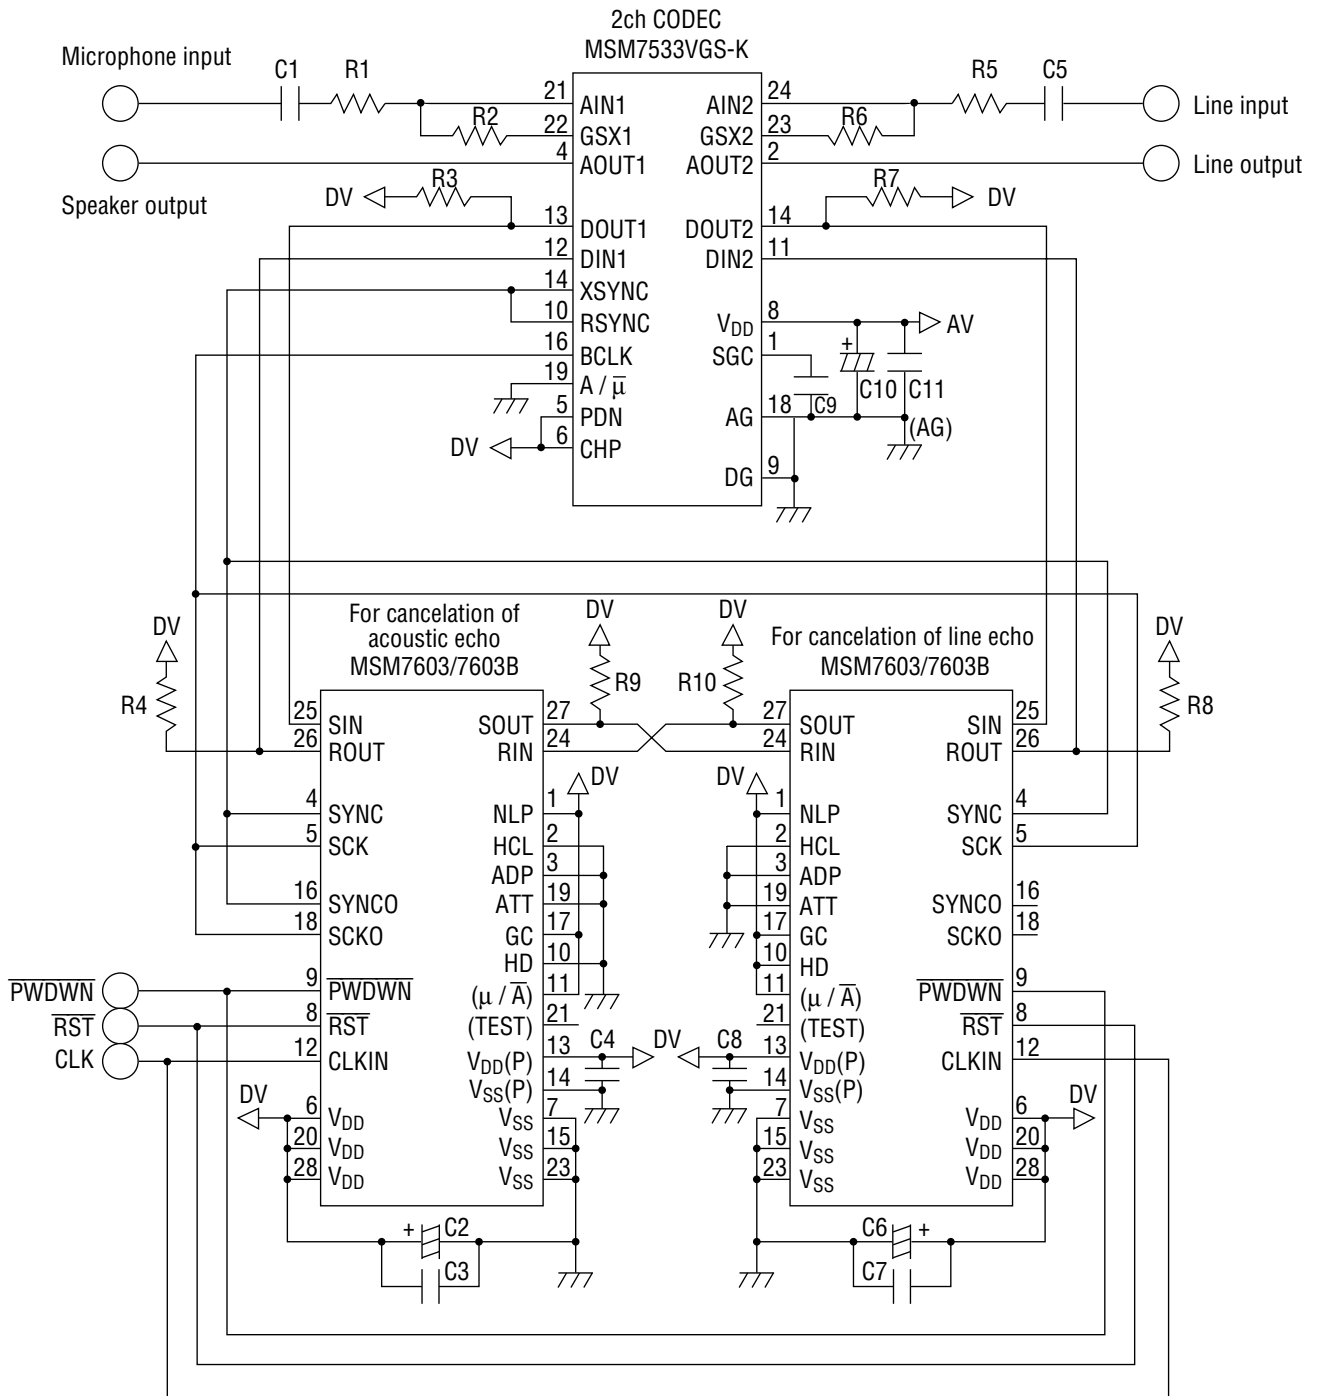 2ch CODEC
MSM7533VGS-K
Microphone input
C1 R1
21 AIN1
R2
22 GSX1
4 AOUT1
Speaker output
DV R3
13 DOUT1
12 DIN1
14 XSYNC
10 RSYNC
16 BCLK
19 A / μ̅
5 PDN
DV 6 CHP
AIN2 24
R5 C5
Line input
GSX2 23 R6
AOUT2 2
Line output
R7 DV
DOUT2 14
DIN2 11
VDD 8
AV
SGC 1
+
C9 C10 C11
AG 18
(AG)
DG 9
For cancelation of
acoustic echo
MSM7603/7603B
DV
R4
25 SIN
26 ROUT
4 SYNC
5 SCK
16 SYNCO
18 SCKO
P̅W̅D̅W̅N̅ 9 P̅W̅D̅W̅N̅
R̅S̅T̅ 8 R̅S̅T̅
CLK 12 CLKIN
DV
6 VDD
20 VDD
28 VDD
SOUT 27
RIN 24
DV
R9
DV
NLP 1
HCL 2
ADP 3
ATT 19
GC 17
HD 10
(μ / A̅) 11
(TEST) 21
VDD(P) 13
C4
VSS(P) 14
VSS 7
VSS 15
VSS 23
+ C2
C3
For cancelation of line echo
MSM7603/7603B
DV
R10
27 SOUT
24 RIN
DV
1 NLP
2 HCL
3 ADP
19 ATT
17 GC
10 HD
11 (μ / A̅)
21 (TEST)
DV C8
13 VDD(P)
14 VSS(P)
7 VSS
15 VSS
23 VSS
DV
R8
SIN 25
ROUT 26
SYNC 4
SCK 5
SYNCO 16
SCKO 18
P̅W̅D̅W̅N̅ 9
R̅S̅T̅ 8
CLKIN 12
DV
VDD 6
VDD 20
VDD 28
C6 +
C7